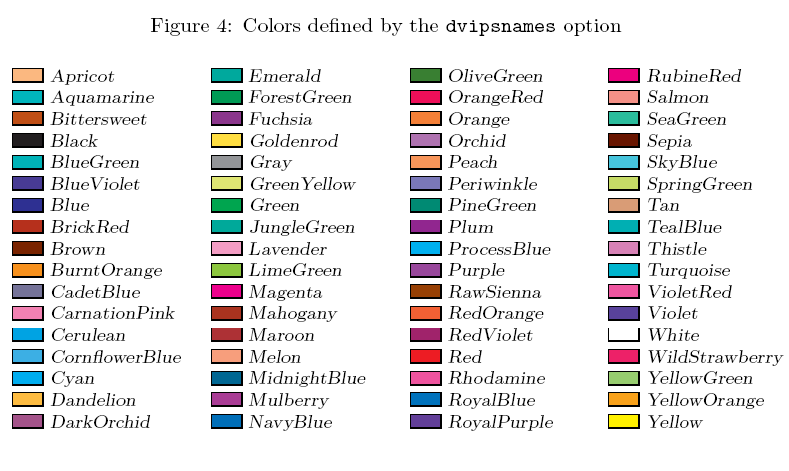 Figure 4: Colors defined by the dvipsnames option
Apricot Emerald OliveGreen RubineRed
Aquamarine ForestGreen OrangeRed Salmon
Bittersweet Fuchsia Orange SeaGreen
Black Goldenrod Orchid Sepia
BlueGreen Gray Peach SkyBlue
BlueViolet GreenYellow Periwinkle SpringGreen
Blue Green PineGreen Tan
BrickRed JungleGreen Plum TealBlue
Brown Lavender ProcessBlue Thistle
BurntOrange LimeGreen Purple Turquoise
CadetBlue Magenta RawSienna VioletRed
CarnationPink Mahogany RedOrange Violet
Cerulean Maroon RedViolet White
CornflowerBlue Melon Red WildStrawberry
Cyan MidnightBlue Rhodamine YellowGreen
Dandelion Mulberry RoyalBlue YellowOrange
DarkOrchid NavyBlue RoyalPurple Yellow